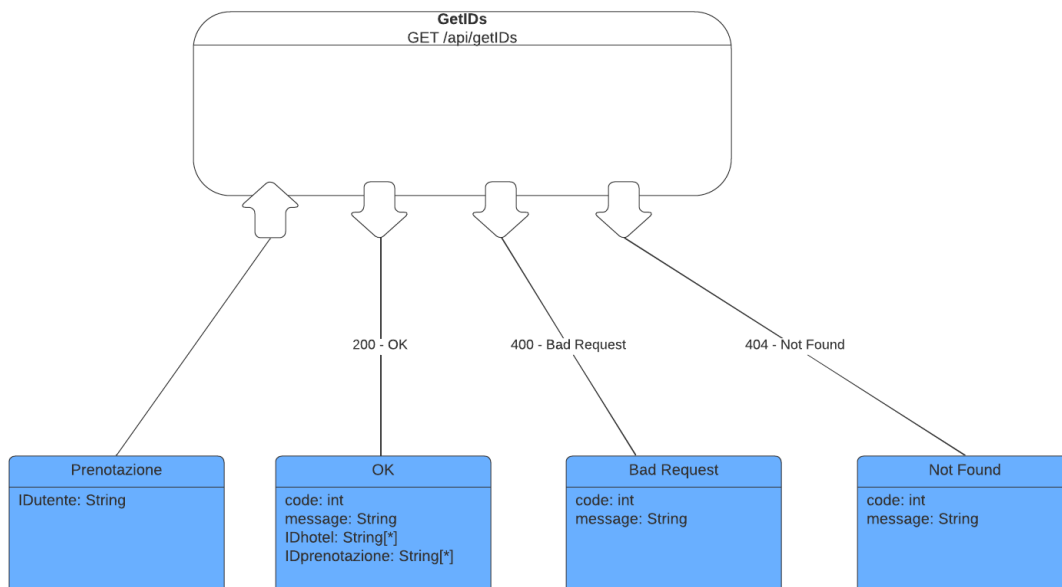 GetIDs
GET /api/getIDs
200 - OK
400 - Bad Request
404 - Not Found
Prenotazione
IDutente: String
OK
code: int
message: String
IDhotel: String[*]
IDprenotazione: String[*]
Bad Request
code: int
message: String
Not Found
code: int
message: String